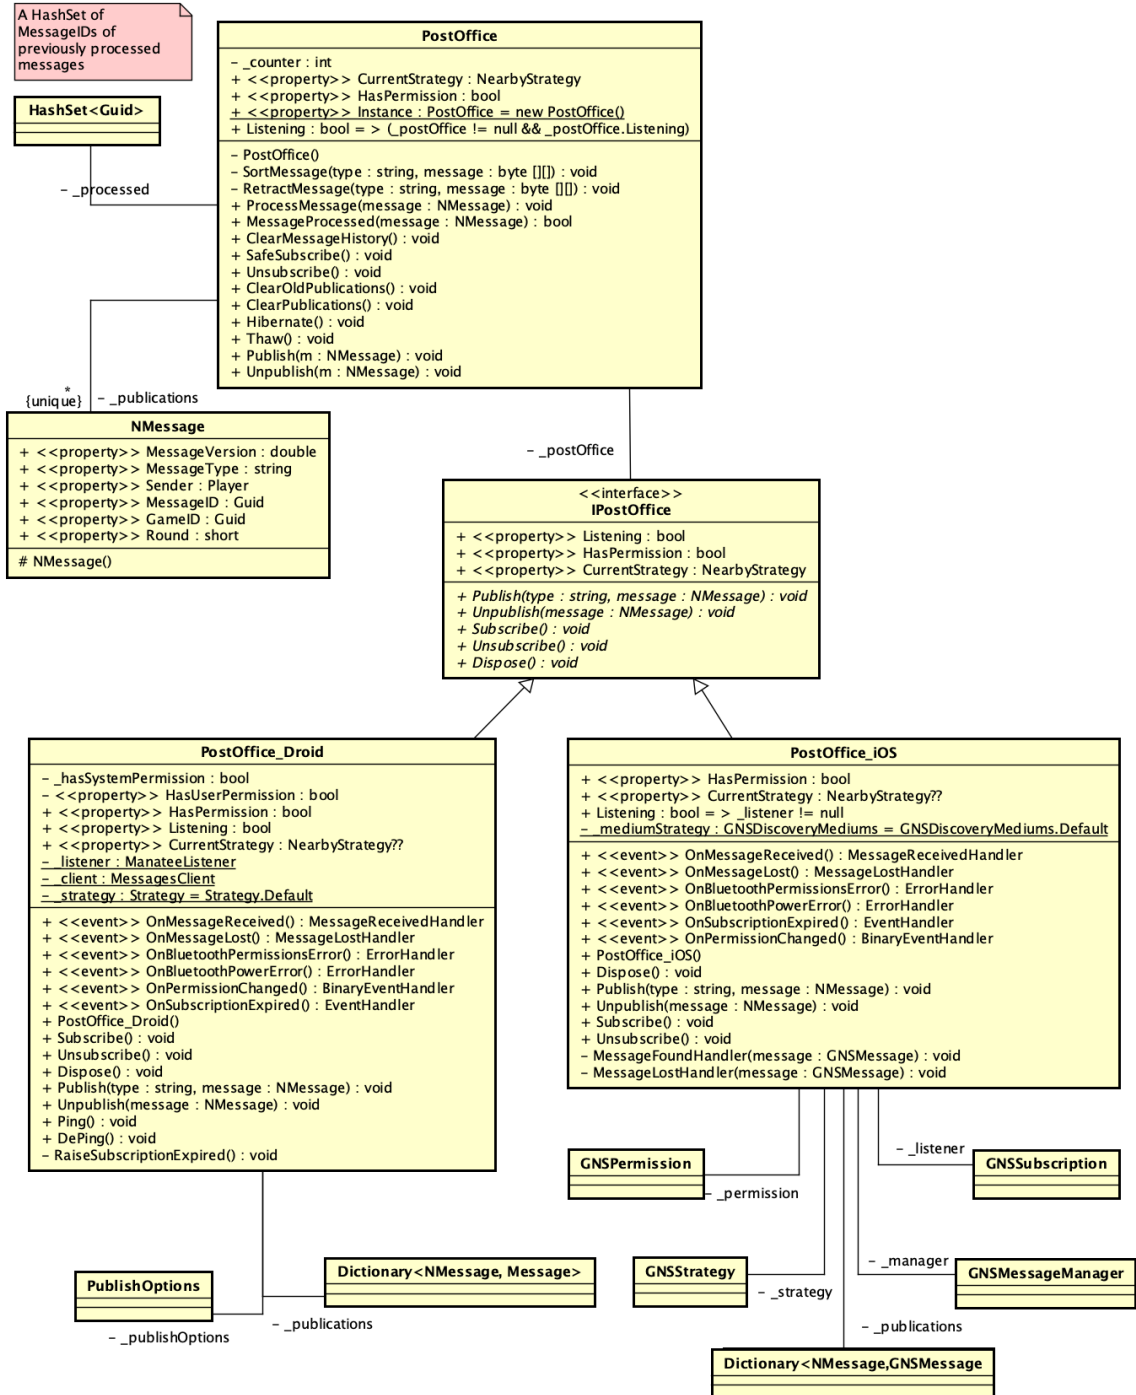 A HashSet of
MessageIDs of
previously processed
messages
HashSet<Guid>
- _processed
PostOffice
- _counter : int
+ <<property>> CurrentStrategy : NearbyStrategy
+ <<property>> HasPermission : bool
+ <<property>> Instance : PostOffice = new PostOffice()
+ Listening : bool = > (_postOffice != null && _postOffice.Listening)
- PostOffice()
- SortMessage(type : string, message : byte [][]) : void
- RetractMessage(type : string, message : byte [][]) : void
+ ProcessMessage(message : NMessage) : void
+ MessageProcessed(message : NMessage) : bool
+ ClearMessageHistory() : void
+ SafeSubscribe() : void
+ Unsubscribe() : void
+ ClearOldPublications() : void
+ ClearPublications() : void
+ Hibernate() : void
+ Thaw() : void
+ Publish(m : NMessage) : void
+ Unpublish(m : NMessage) : void
*
{unique}
- _publications
NMessage
+ <<property>> MessageVersion : double
+ <<property>> MessageType : string
+ <<property>> Sender : Player
+ <<property>> MessageID : Guid
+ <<property>> GameID : Guid
+ <<property>> Round : short
# NMessage()
- _postOffice
<<interface>>
IPostOffice
+ <<property>> Listening : bool
+ <<property>> HasPermission : bool
+ <<property>> CurrentStrategy : NearbyStrategy
+ Publish(type : string, message : NMessage) : void
+ Unpublish(message : NMessage) : void
+ Subscribe() : void
+ Unsubscribe() : void
+ Dispose() : void
PostOffice_Droid
- _hasSystemPermission : bool
- <<property>> HasUserPermission : bool
+ <<property>> HasPermission : bool
+ <<property>> Listening : bool
+ <<property>> CurrentStrategy : NearbyStrategy??
- _listener : ManateeListener
- _client : MessagesClient
- _strategy : Strategy = Strategy.Default
+ <<event>> OnMessageReceived() : MessageReceivedHandler
+ <<event>> OnMessageLost() : MessageLostHandler
+ <<event>> OnBluetoothPermissionsError() : ErrorHandler
+ <<event>> OnBluetoothPowerError() : ErrorHandler
+ <<event>> OnPermissionChanged() : BinaryEventHandler
+ <<event>> OnSubscriptionExpired() : EventHandler
+ PostOffice_Droid()
+ Subscribe() : void
+ Unsubscribe() : void
+ Dispose() : void
+ Publish(type : string, message : NMessage) : void
+ Unpublish(message : NMessage) : void
+ Ping() : void
+ DePing() : void
- RaiseSubscriptionExpired() : void
PostOffice_iOS
+ <<property>> HasPermission : bool
+ <<property>> CurrentStrategy : NearbyStrategy??
+ Listening : bool = > _listener != null
- _mediumStrategy : GNSDiscoveryMediums = GNSDiscoveryMediums.Default
+ <<event>> OnMessageReceived() : MessageReceivedHandler
+ <<event>> OnMessageLost() : MessageLostHandler
+ <<event>> OnBluetoothPermissionsError() : ErrorHandler
+ <<event>> OnBluetoothPowerError() : ErrorHandler
+ <<event>> OnSubscriptionExpired() : EventHandler
+ <<event>> OnPermissionChanged() : BinaryEventHandler
+ PostOffice_iOS()
+ Dispose() : void
+ Publish(type : string, message : NMessage) : void
+ Unpublish(message : NMessage) : void
+ Subscribe() : void
+ Unsubscribe() : void
- MessageFoundHandler(message : GNSMessage) : void
- MessageLostHandler(message : GNSMessage) : void
GNSPermission
- _permission
- _listener
GNSSubscription
PublishOptions
- _publishOptions
Dictionary<NMessage, Message>
- _publications
GNSStrategy
- _strategy
- _manager
GNSMessageManager
- _publications
Dictionary<NMessage,GNSMessage